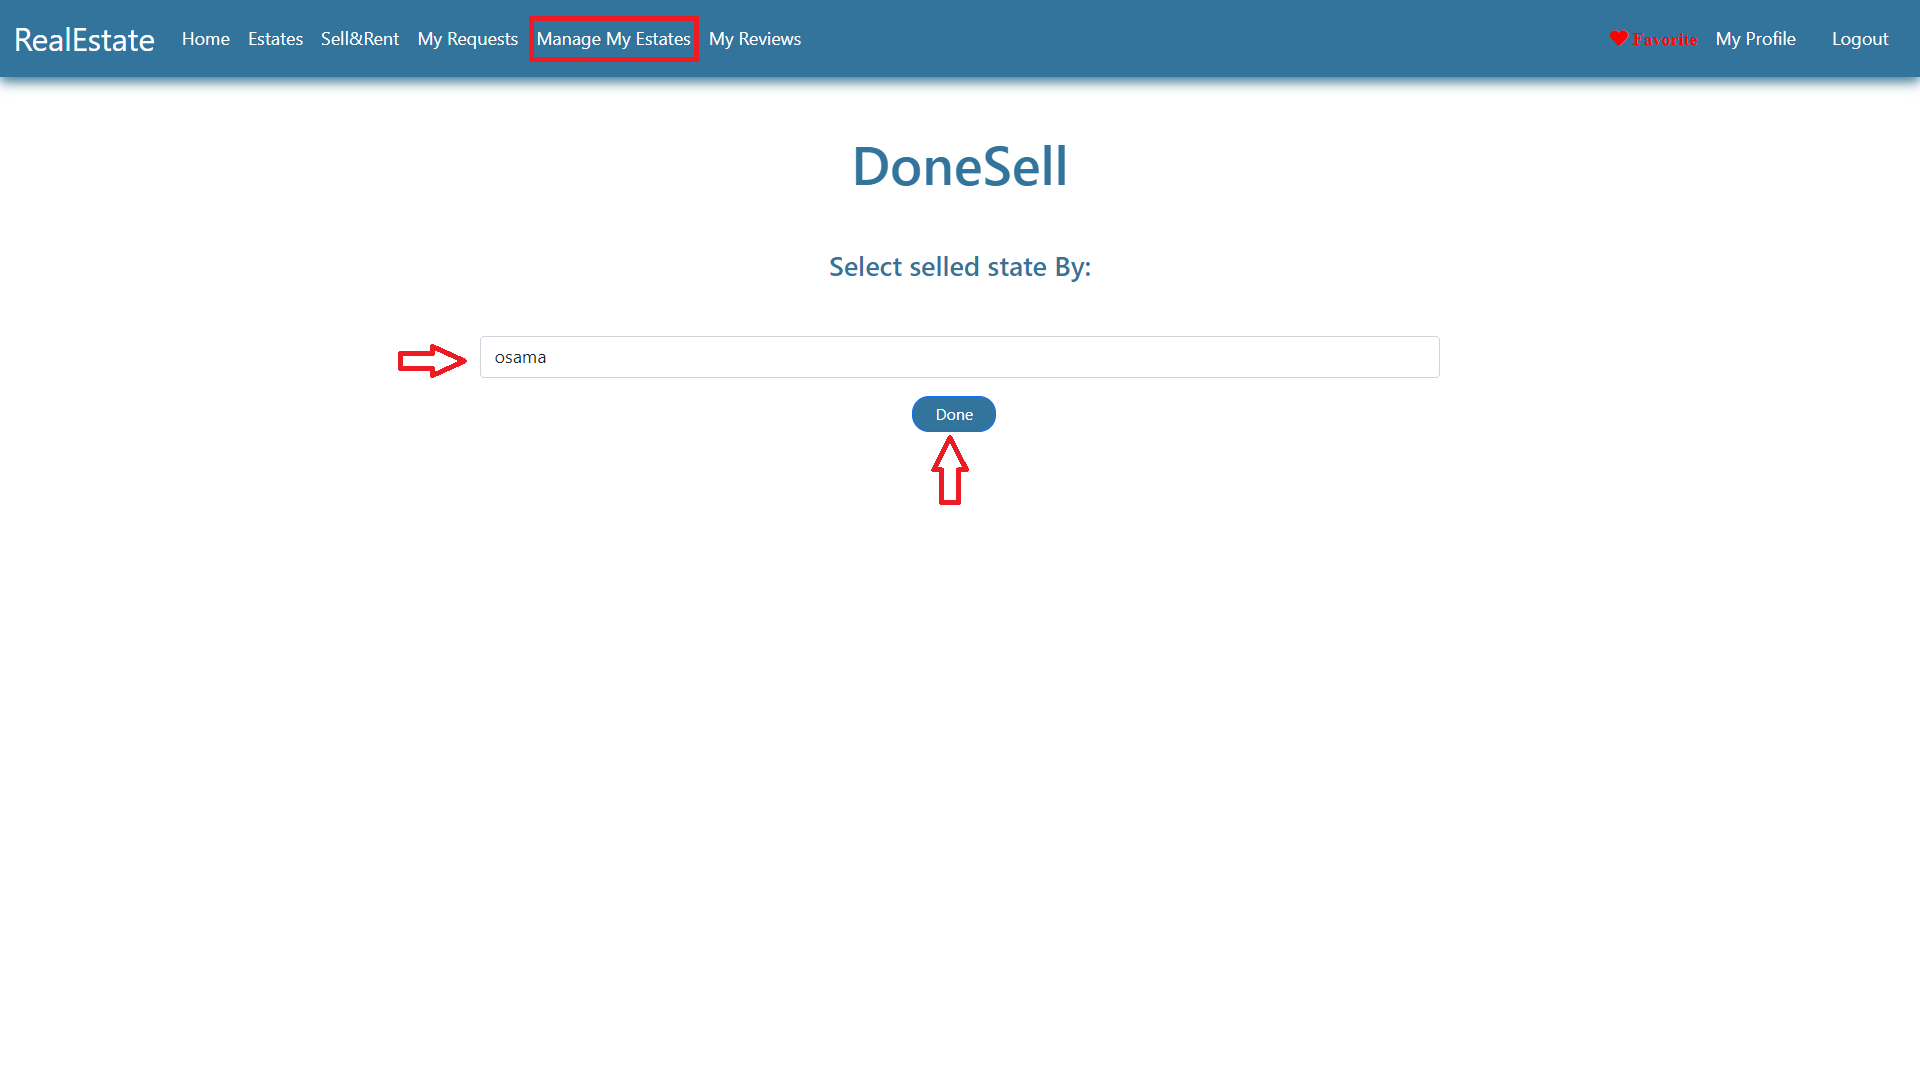 RealEstate Home Estates Sell&Rent My Requests Manage My Estates My Reviews Favorite My Profile Logout
DoneSell
Select selled state By:
osama
Done